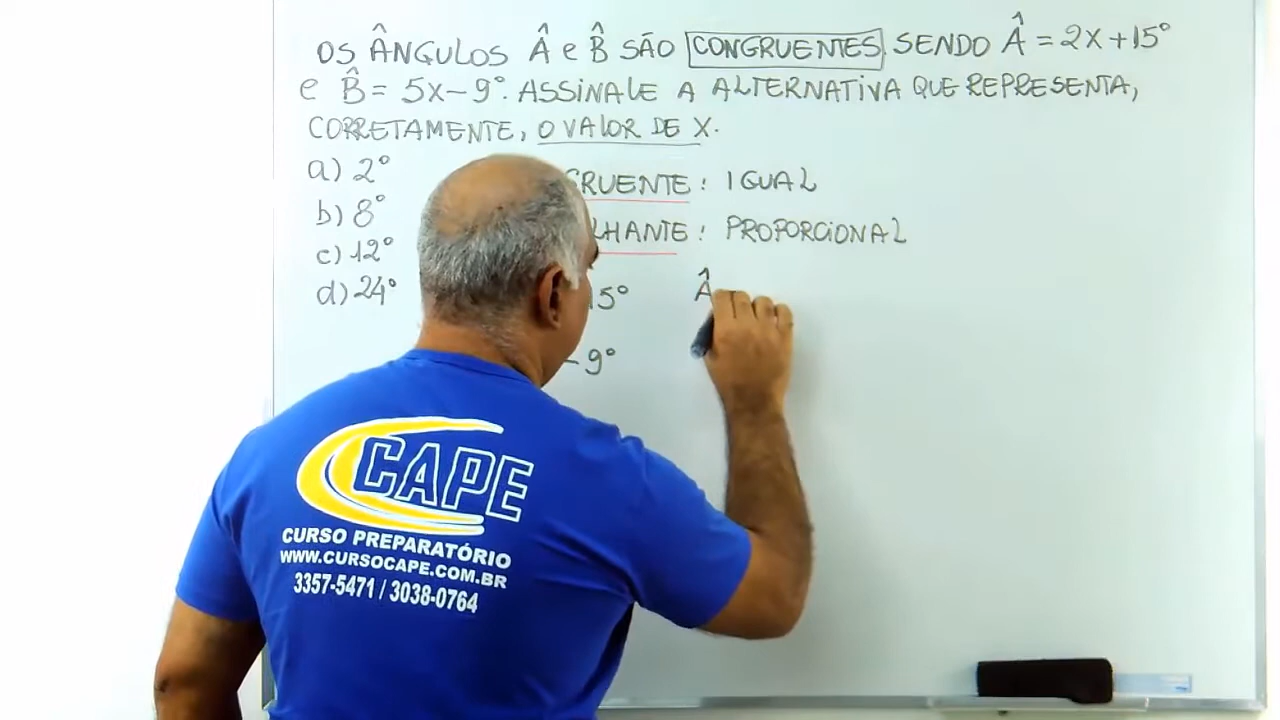 OS ÂNGULOS Â e B̂ SÃO CONGRUENTES. SENDO Â = 2x + 15°
e B̂ = 5x - 9°. ASSINALE A ALTERNATIVA QUE REPRESENTA,
CORRETAMENTE, O VALOR DE X.
a) 2°
b) 8°
c) 12°
d) 24°
GRUENTE: IGUAL
LHANTE: PROPORCIONAL
15°
Â
- 9°
CAPE
CURSO PREPARATÓRIO
WWW.CURSOCAPE.COM.BR
3357-5471 / 3038-0764